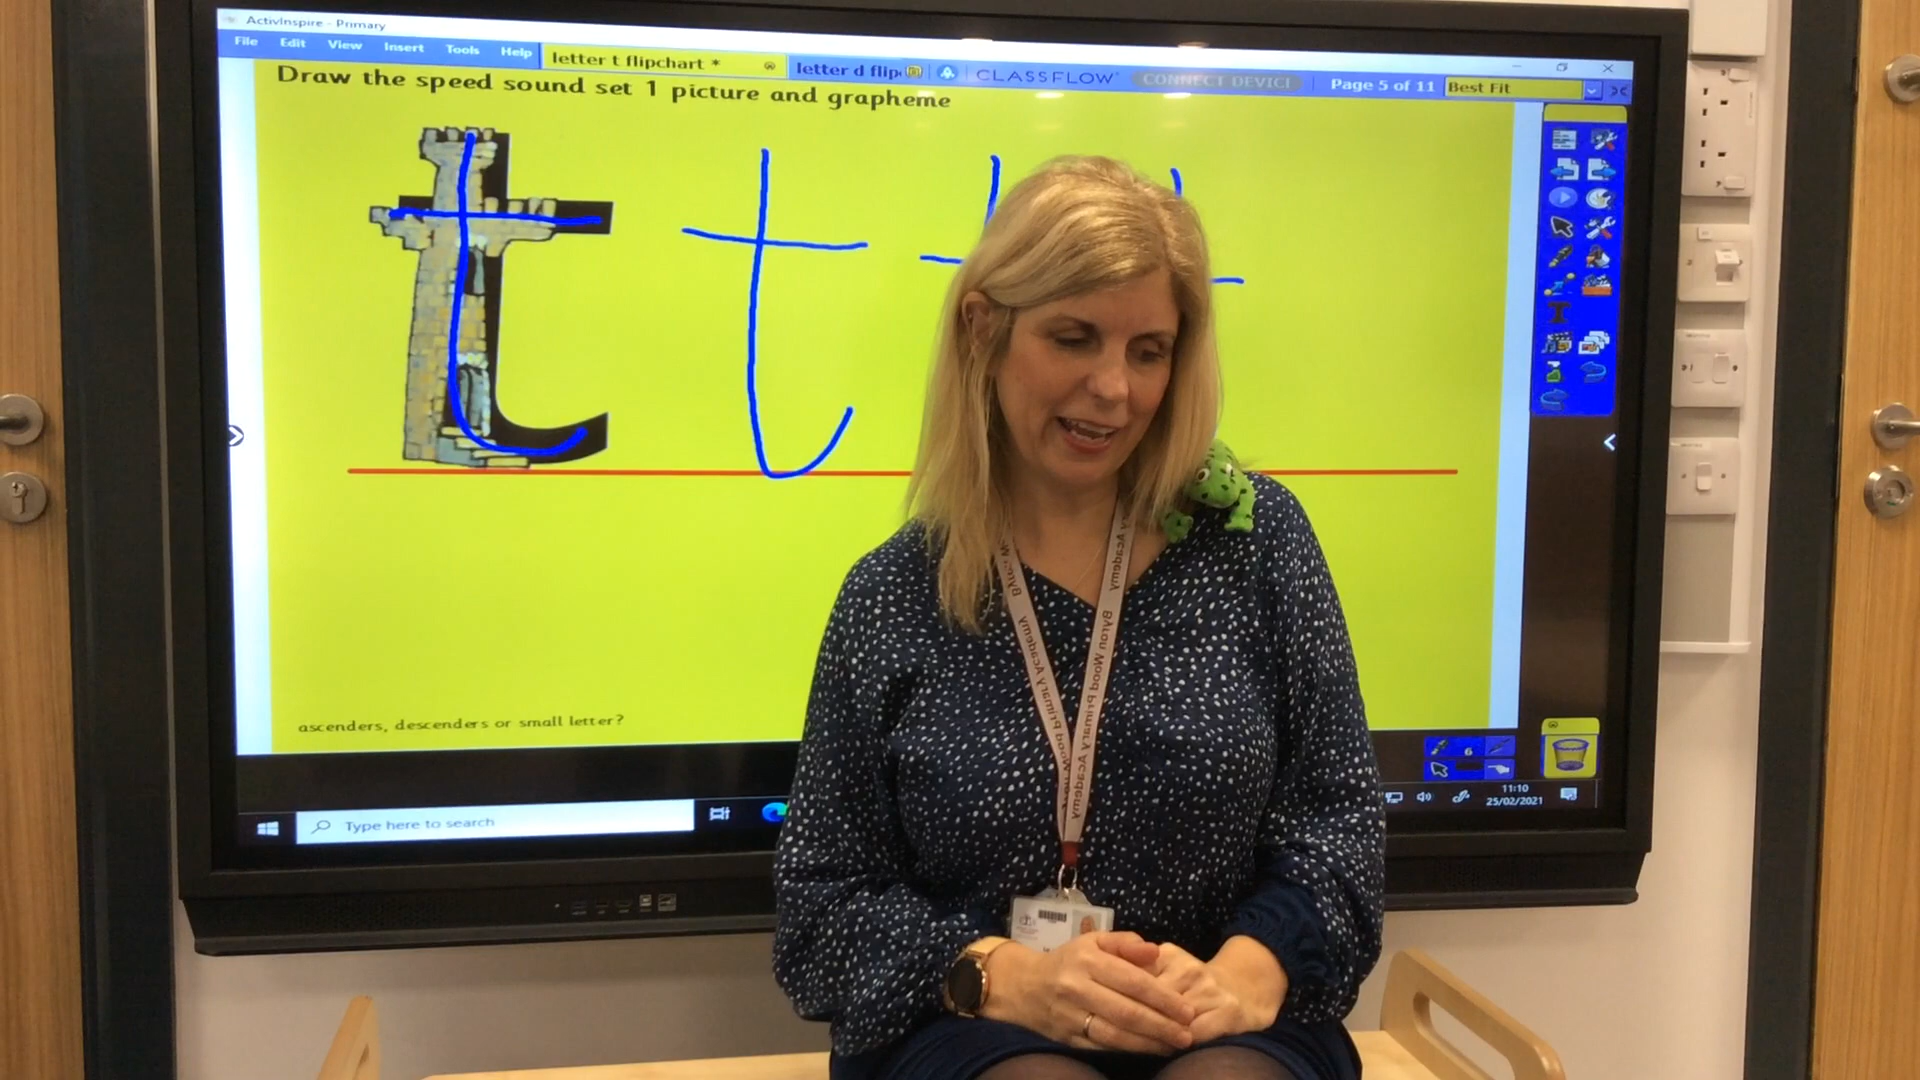 ActivInspire - Primary
File Edit View Insert Tools Help
letter t flipchart *
letter d flip
CLASSFLOW
CONNECT DEVICE
Page 5 of 11
Best Fit
Draw the speed sound set 1 picture and grapheme
t t t t
ascenders, descenders or small letter?
6
Type here to search
11:10
25/02/2021
Byron Wood Primary Academy